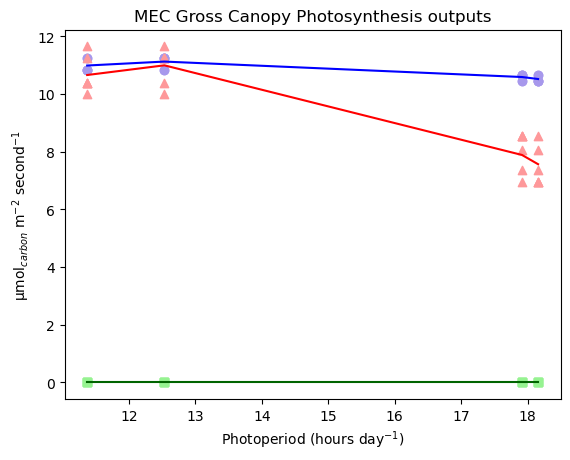 MEC Gross Canopy Photosynthesis outputs
12
10
8
6
4
2
0
µmol_{carbon} m^{−2} second^{−1}
12 13 14 15 16 17 18
Photoperiod (hours day^{−1})